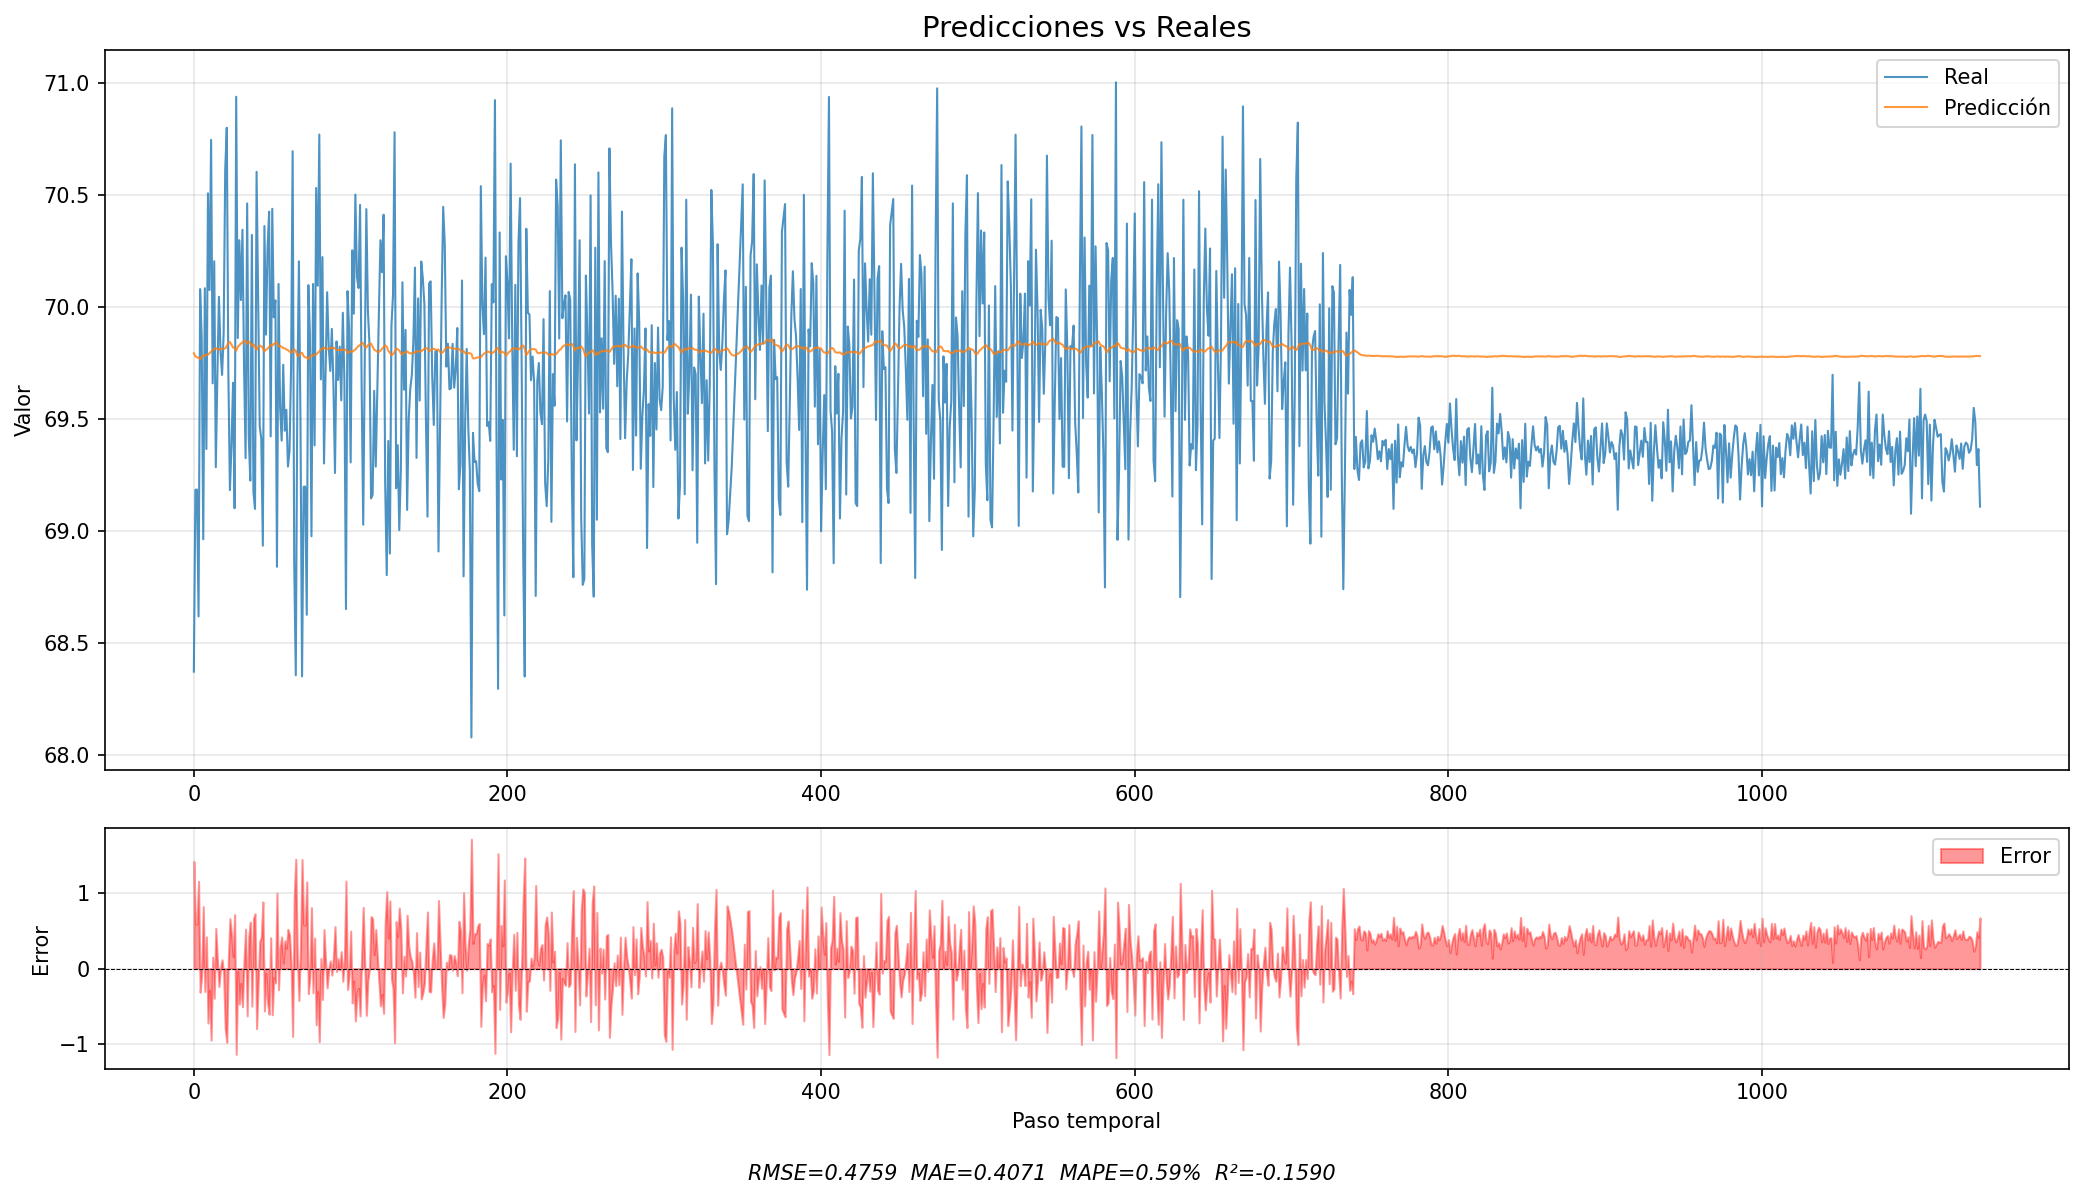 Predicciones vs Reales
Real
Predicción
Valor
71.0
70.5
70.0
69.5
69.0
68.5
68.0
0 200 400 600 800 1000
Error
Error
1
0
−1
0 200 400 600 800 1000
Paso temporal
RMSE=0.4759 MAE=0.4071 MAPE=0.59% R²=-0.1590